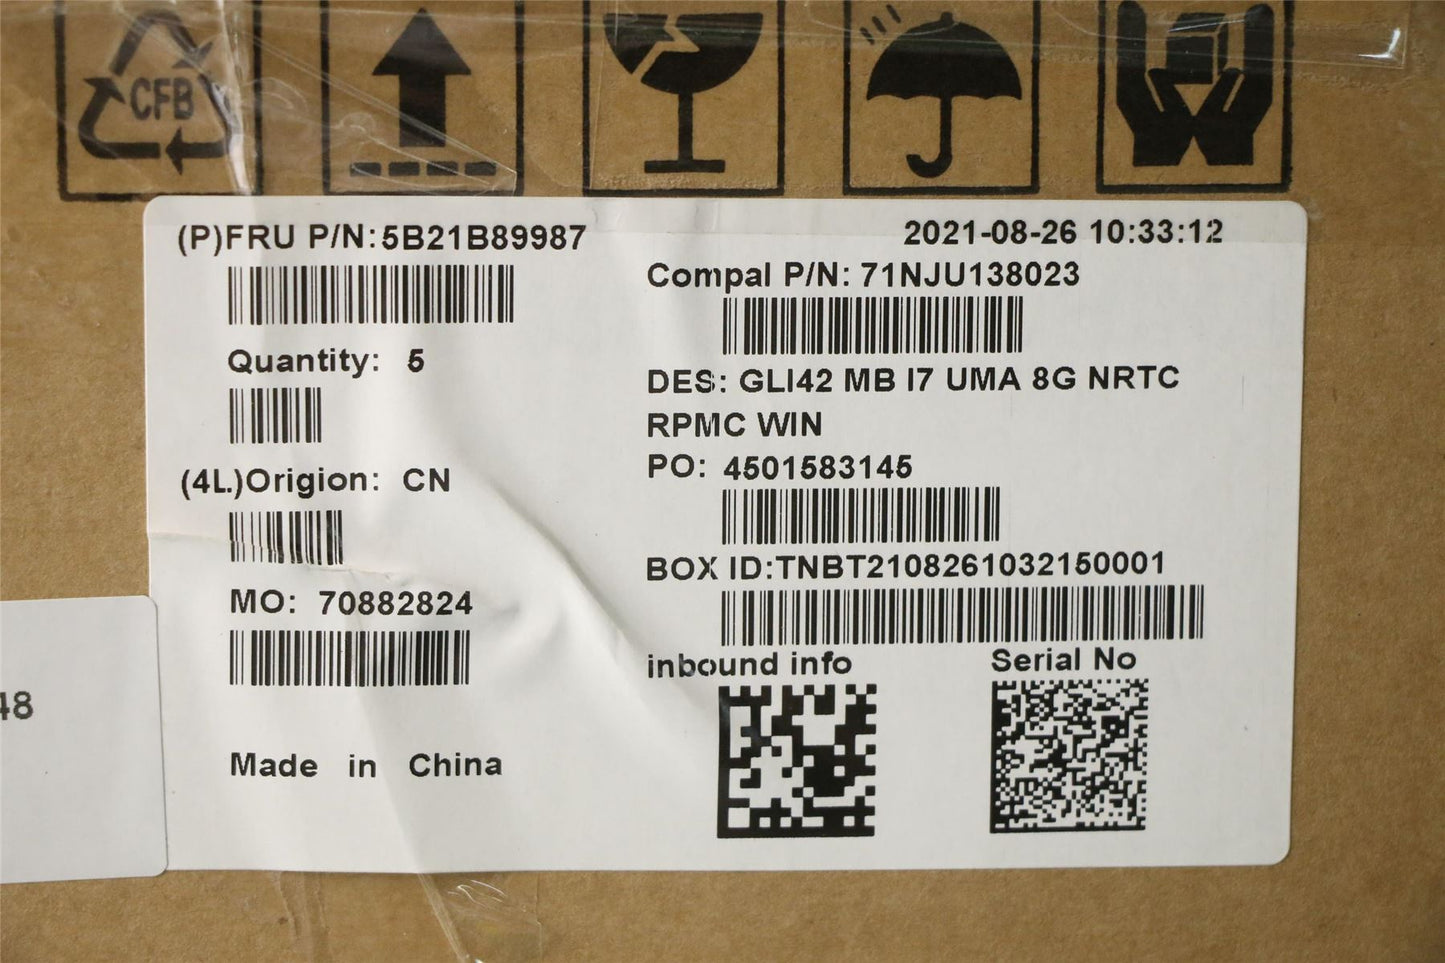 CFB
(P)FRU P/N:5B21B89987
2021-08-26 10:33:12
Compal P/N: 71NJU138023
Quantity: 5
DES: GLI42 MB I7 UMA 8G NRTC
RPMC WIN
(4L)Origion: CN
PO: 4501583145
BOX ID:TNBT2108261032150001
MO: 70882824
inbound info
Serial No
Made in China
48